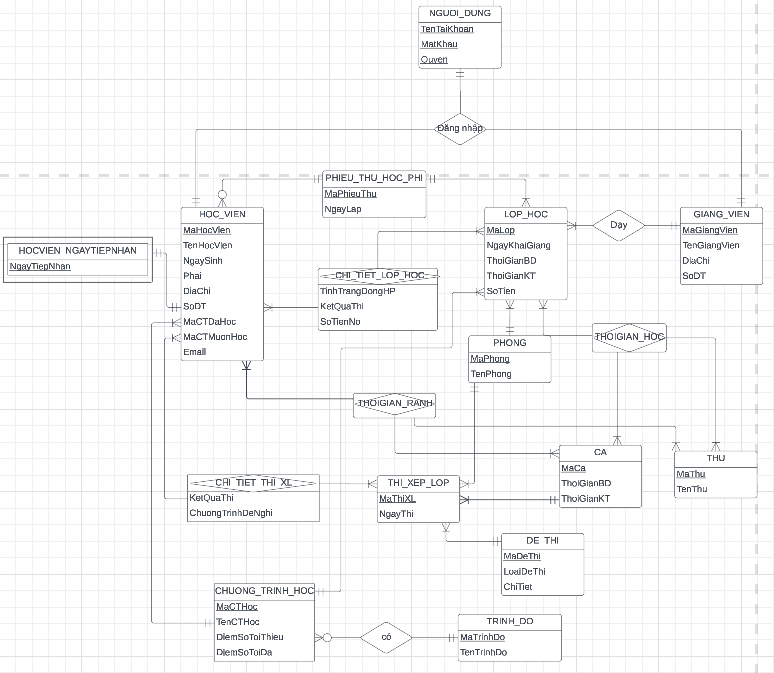 NGUOI_DUNG
TenTaiKhoan
MatKhau
Quyen
Đăng nhập
PHIEU_THU_HOC_PHI
MaPhieuThu
NgayLap
HOC_VIEN
MaHocVien
TenHocVien
NgaySinh
Phai
DiaChi
SoDT
MaCTDaHoc
MaCTMuonHoc
Email
LOP_HOC
MaLop
NgayKhaiGiang
ThoiGianBD
ThoiGianKT
SoTien
Dạy
GIANG_VIEN
MaGiangVien
TenGiangVien
DiaChi
SoDT
HOCVIEN_NGAYTIEPNHAN
NgayTiepNhan
CHI_TIET_LOP_HOC
TinhTrangDongHP
KetQuaThi
SoTienNo
PHONG
MaPhong
TenPhong
THOIGIAN_HOC
THOIGIAN_RANH
CA
MaCa
ThoiGianBD
ThoiGianKT
THU
MaThu
TenThu
CHI_TIET_THI_XL
KetQuaThi
ChuongTrinhDeNghi
THI_XEP_LOP
MaThiXL
NgayThi
DE_THI
MaDeThi
LoaiDeThi
ChiTiet
CHUONG_TRINH_HOC
MaCTHoc
TenCTHoc
DiemSoToiThieu
DiemSoToiDa
có
TRINH_DO
MaTrinhDo
TenTrinhDo